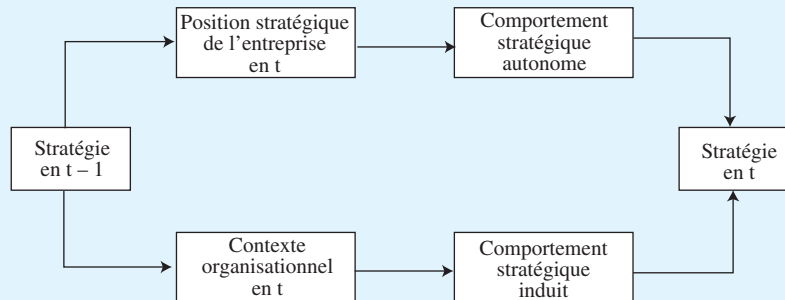 Position stratégique
de l’entreprise
en t
Comportement
stratégique
autonome
Stratégie
en t – 1
Stratégie
en t
Contexte
organisationnel
en t
Comportement
stratégique
induit